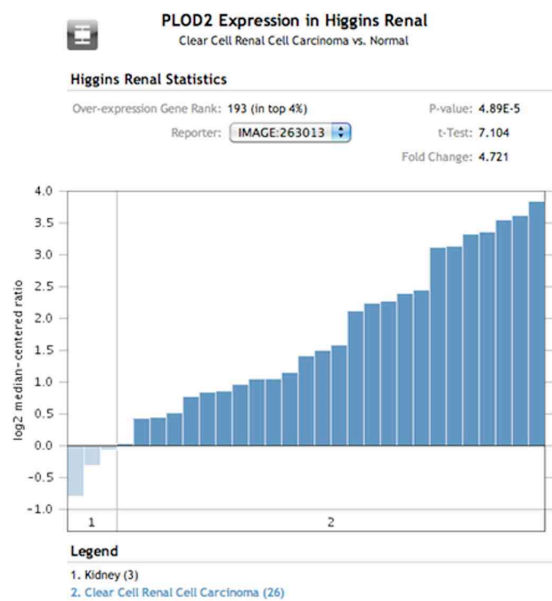 PLOD2 Expression in Higgins Renal
Clear Cell Renal Cell Carcinoma vs. Normal
Higgins Renal Statistics
Over-expression Gene Rank: 193 (in top 4%)
P-value: 4.89E-5
Reporter: IMAGE:263013
t-Test: 7.104
Fold Change: 4.721
4.0
3.5
3.0
2.5
2.0
1.5
1.0
0.5
0.0
-0.5
-1.0
log2 median-centered ratio
1 2
Legend
1. Kidney (3)
2. Clear Cell Renal Cell Carcinoma (26)